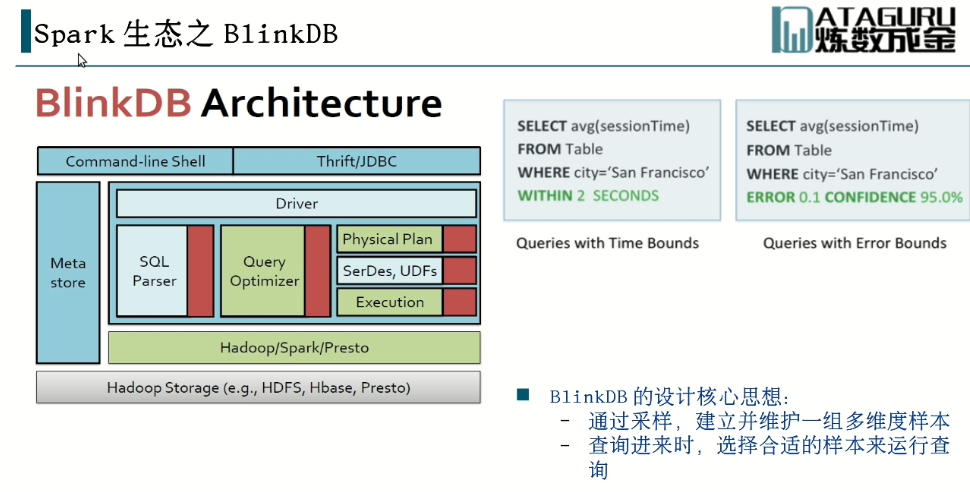 Spark 生态之 BlinkDB
ATAGURU
炼数成金
BlinkDB Architecture
Command-line Shell
Thrift/JDBC
Meta
store
Driver
SQL
Parser
Query
Optimizer
Physical Plan
SerDes, UDFs
Execution
Hadoop/Spark/Presto
Hadoop Storage (e.g., HDFS, Hbase, Presto)
SELECT avg(sessionTime)
FROM Table
WHERE city=‘San Francisco’
WITHIN 2 SECONDS
Queries with Time Bounds
SELECT avg(sessionTime)
FROM Table
WHERE city=‘San Francisco’
ERROR 0.1 CONFIDENCE 95.0%
Queries with Error Bounds
BlinkDB 的设计核心思想：
- 通过采样，建立并维护一组多维度样本
- 查询进来时，选择合适的样本来运行查
询